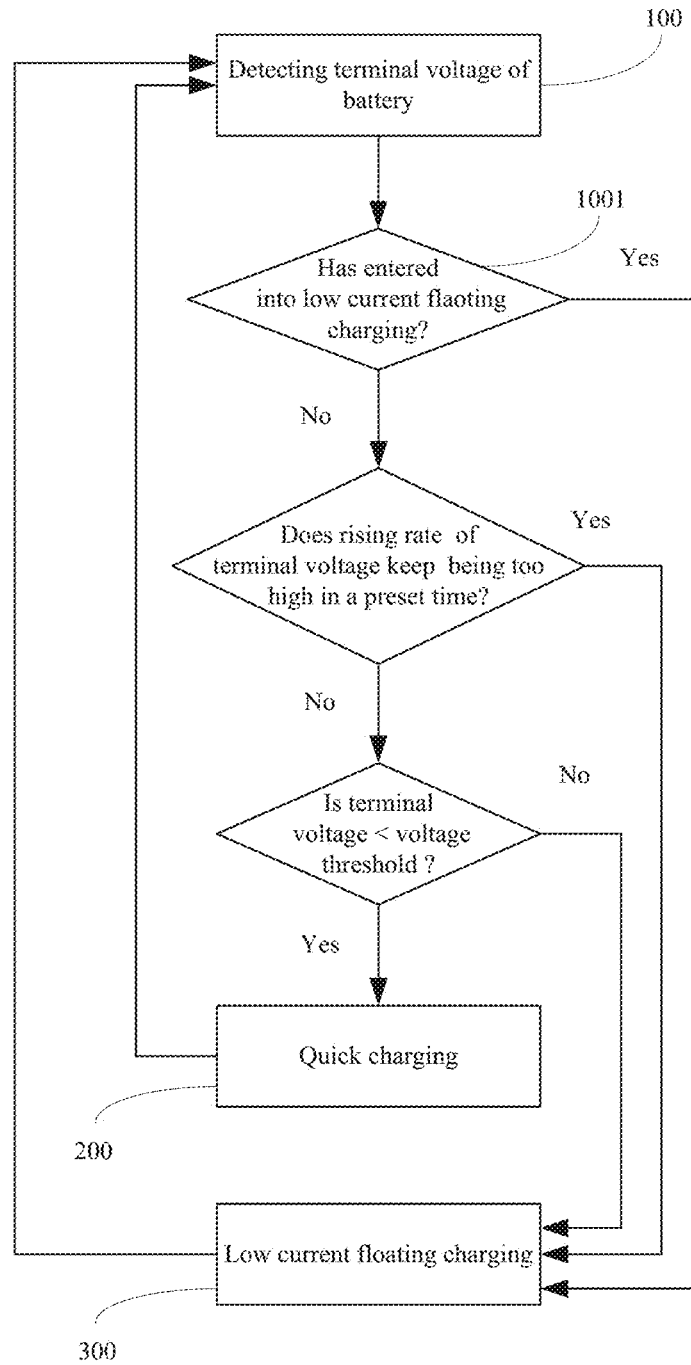 100
Detecting terminal voltage of
battery
1001
Has entered
into low current flaoting
charging?
Yes
No
Does rising rate of
terminal voltage keep being too
high in a preset time?
Yes
No
Is terminal
voltage < voltage
threshold ?
No
Yes
Quick charging
200
Low current floating charging
300